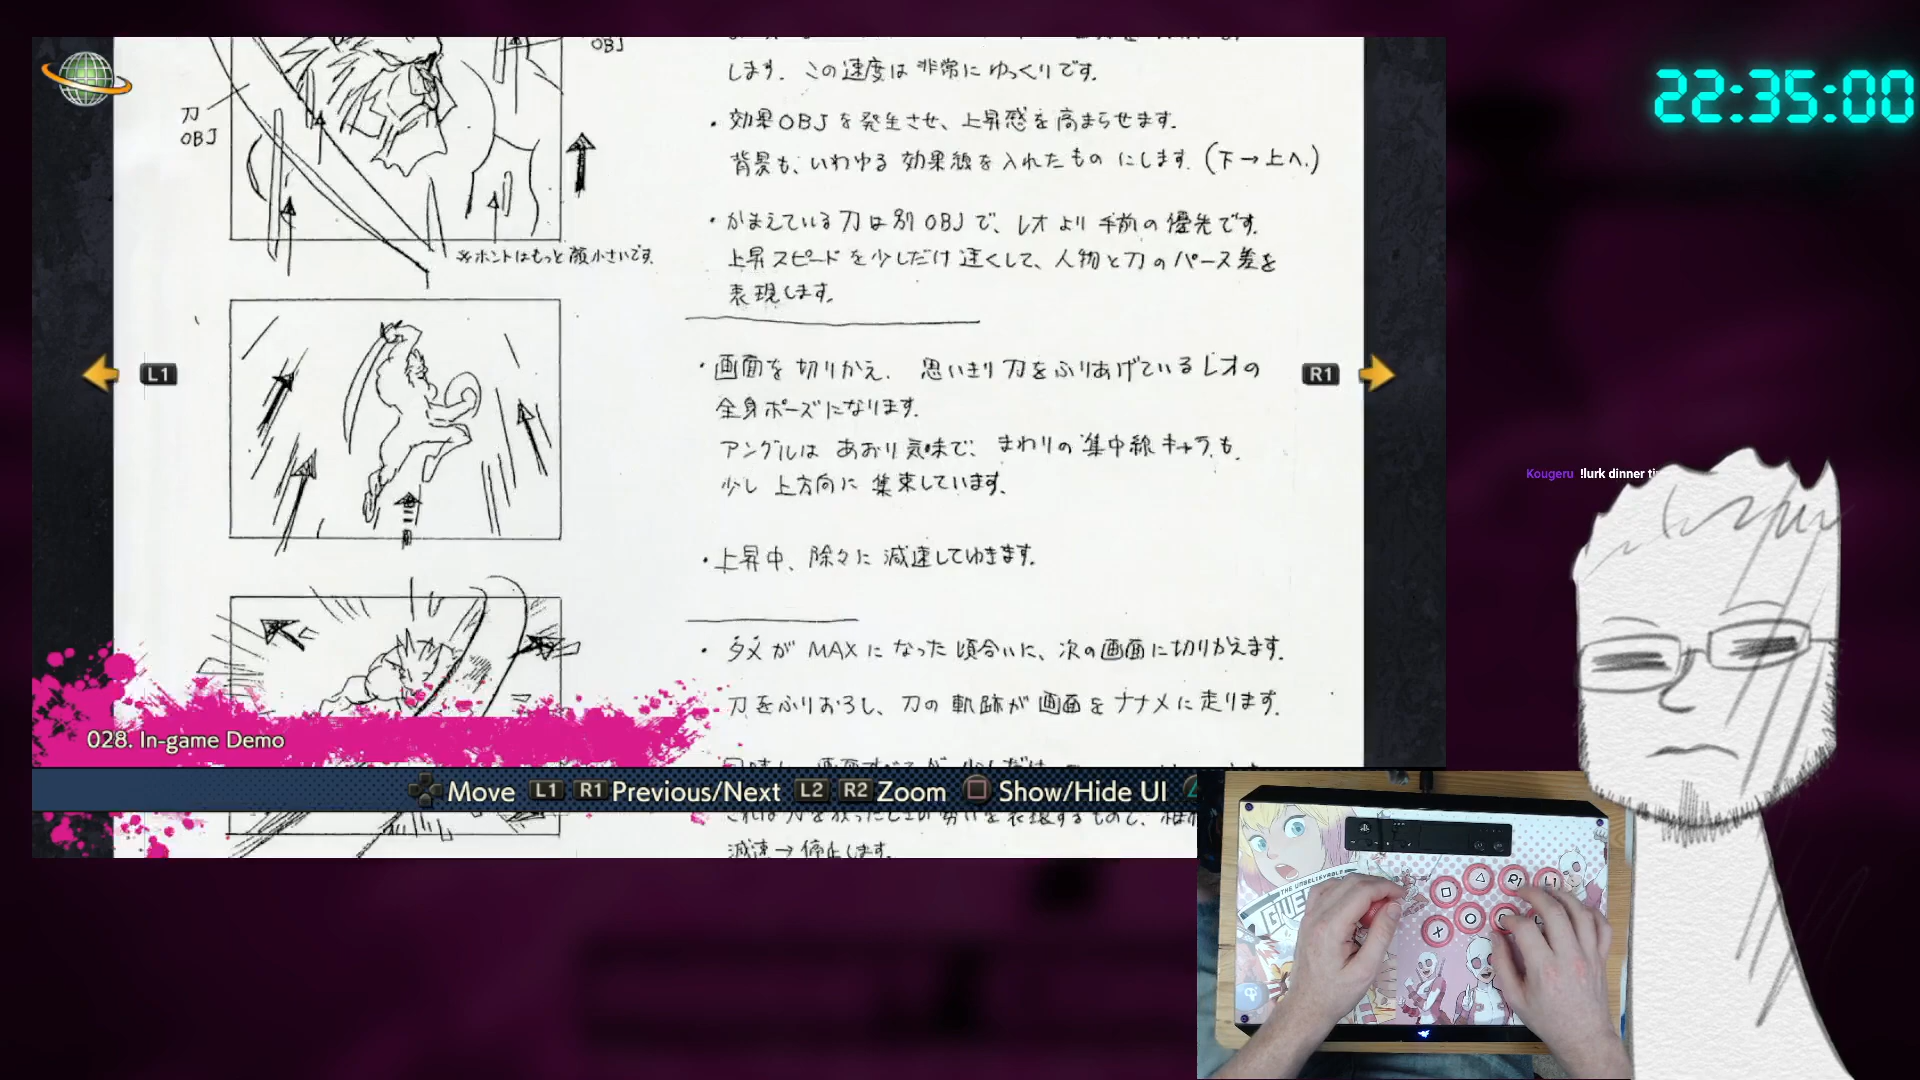 OBJ
刀
OBJ
※ホントはもっと顔小さいです。
します。この速度は非常にゆっくりです。
・効果OBJを発生させ、上昇感を高まらせます。
背景も、いわゆる効果線を入れたものにします。(下→上へ。)
・かまえている刀は別OBJで、レオより手前の優先です。
上昇スピードを少しだけ速くして、人物と刀のパース差を
表現します。
・画面を切りかえ、思いきり刀をふりあげているレオの
全身ポーズになります。
アングルはあおり気味で、まわりの集中線キャラも、
少し上方向に集束しています。
・上昇中、除々に減速してゆきます。
・タメがMAXになった頃合いに、次の画面に切りかえます。
刀をふりおろし、刀の軌跡が画面をナナメに走ります。
減速→停止します。
L1
R1
028. In-game Demo
Move L1 R1 Previous/Next L2 R2 Zoom Show/Hide UI
22:35:00
Kougeru !lurk dinner
THE UNBELIEVABLE
R1
L1